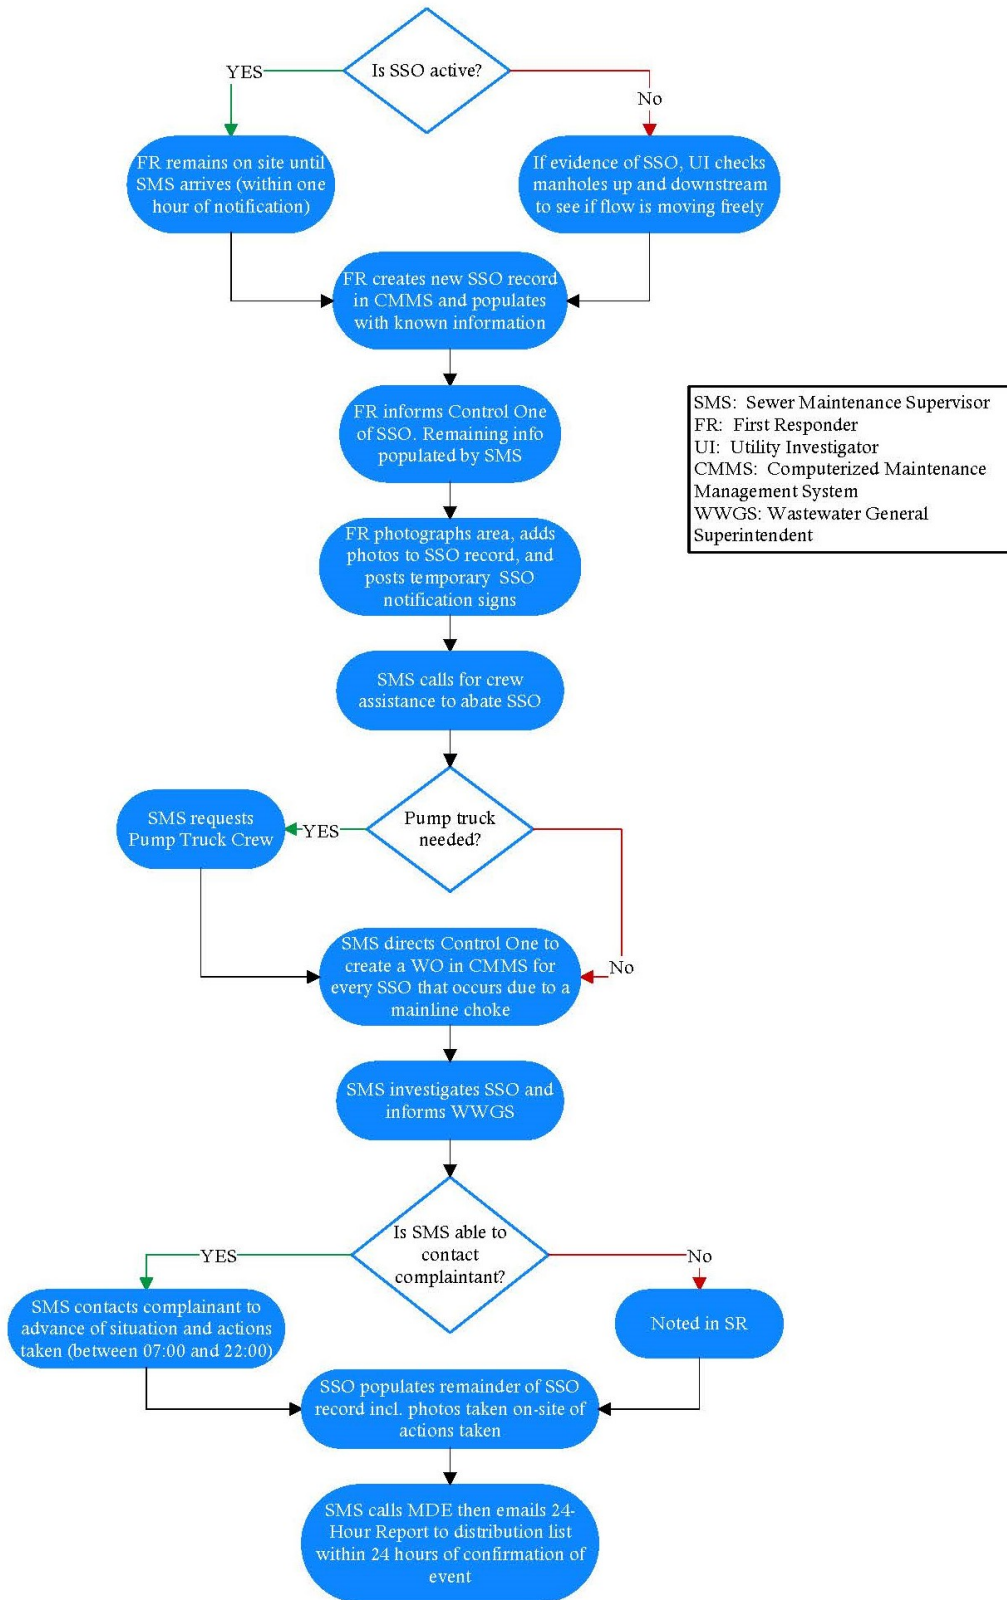 Is SSO active?
YES
No
FR remains on site until
SMS arrives (within one
hour of notification)
If evidence of SSO, UI checks
manholes up and downstream
to see if flow is moving freely
FR creates new SSO record
in CMMS and populates
with known information
FR informs Control One
of SSO. Remaining info
populated by SMS
SMS:  Sewer Maintenance Supervisor
FR:  First Responder
UI:  Utility Investigator
CMMS:  Computerized Maintenance
Management System
WWGS: Wastewater General
Superintendent
FR photographs area, adds
photos to SSO record, and
posts temporary  SSO
notification signs
SMS calls for crew
assistance to abate SSO
Pump truck
needed?
YES
SMS requests
Pump Truck Crew
No
SMS directs Control One to
create a WO in CMMS for
every SSO that occurs due to a
mainline choke
SMS investigates SSO and
informs WWGS
Is SMS able to
contact
complaintant?
YES
No
SMS contacts complainant to
advance of situation and actions
taken (between 07:00 and 22:00)
Noted in SR
SSO populates remainder of SSO
record incl. photos taken on-site of
actions taken
SMS calls MDE then emails 24-
Hour Report to distribution list
within 24 hours of confirmation of
event